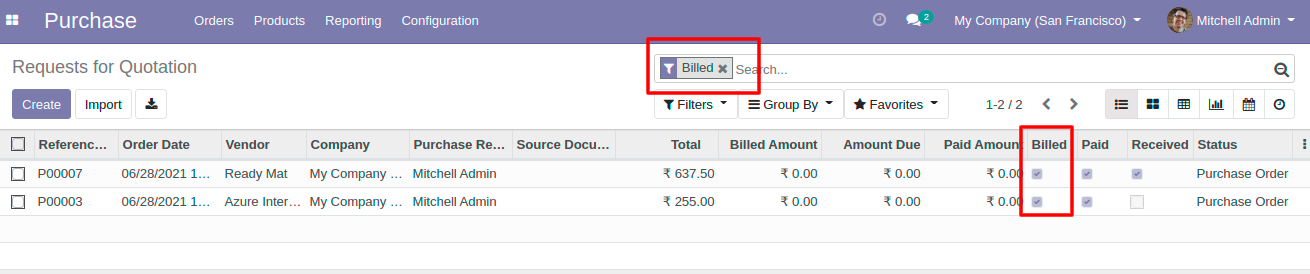 Purchase Orders Products Reporting Configuration 2 My Company (San Francisco) Mitchell Admin
Requests for Quotation Billed Search...
Create Import Filters Group By Favorites 1-2 / 2
Referenc... Order Date Vendor Company Purchase Re... Source Docu... Total Billed Amount Amount Due Paid Amount Billed Paid Received Status
P00007 06/28/2021 1... Ready Mat My Company ... Mitchell Admin ₹ 637.50 ₹ 0.00 ₹ 0.00 ₹ 0.00 Purchase Order
P00003 06/28/2021 1... Azure Inter... My Company ... Mitchell Admin ₹ 255.00 ₹ 0.00 ₹ 0.00 ₹ 0.00 Purchase Order